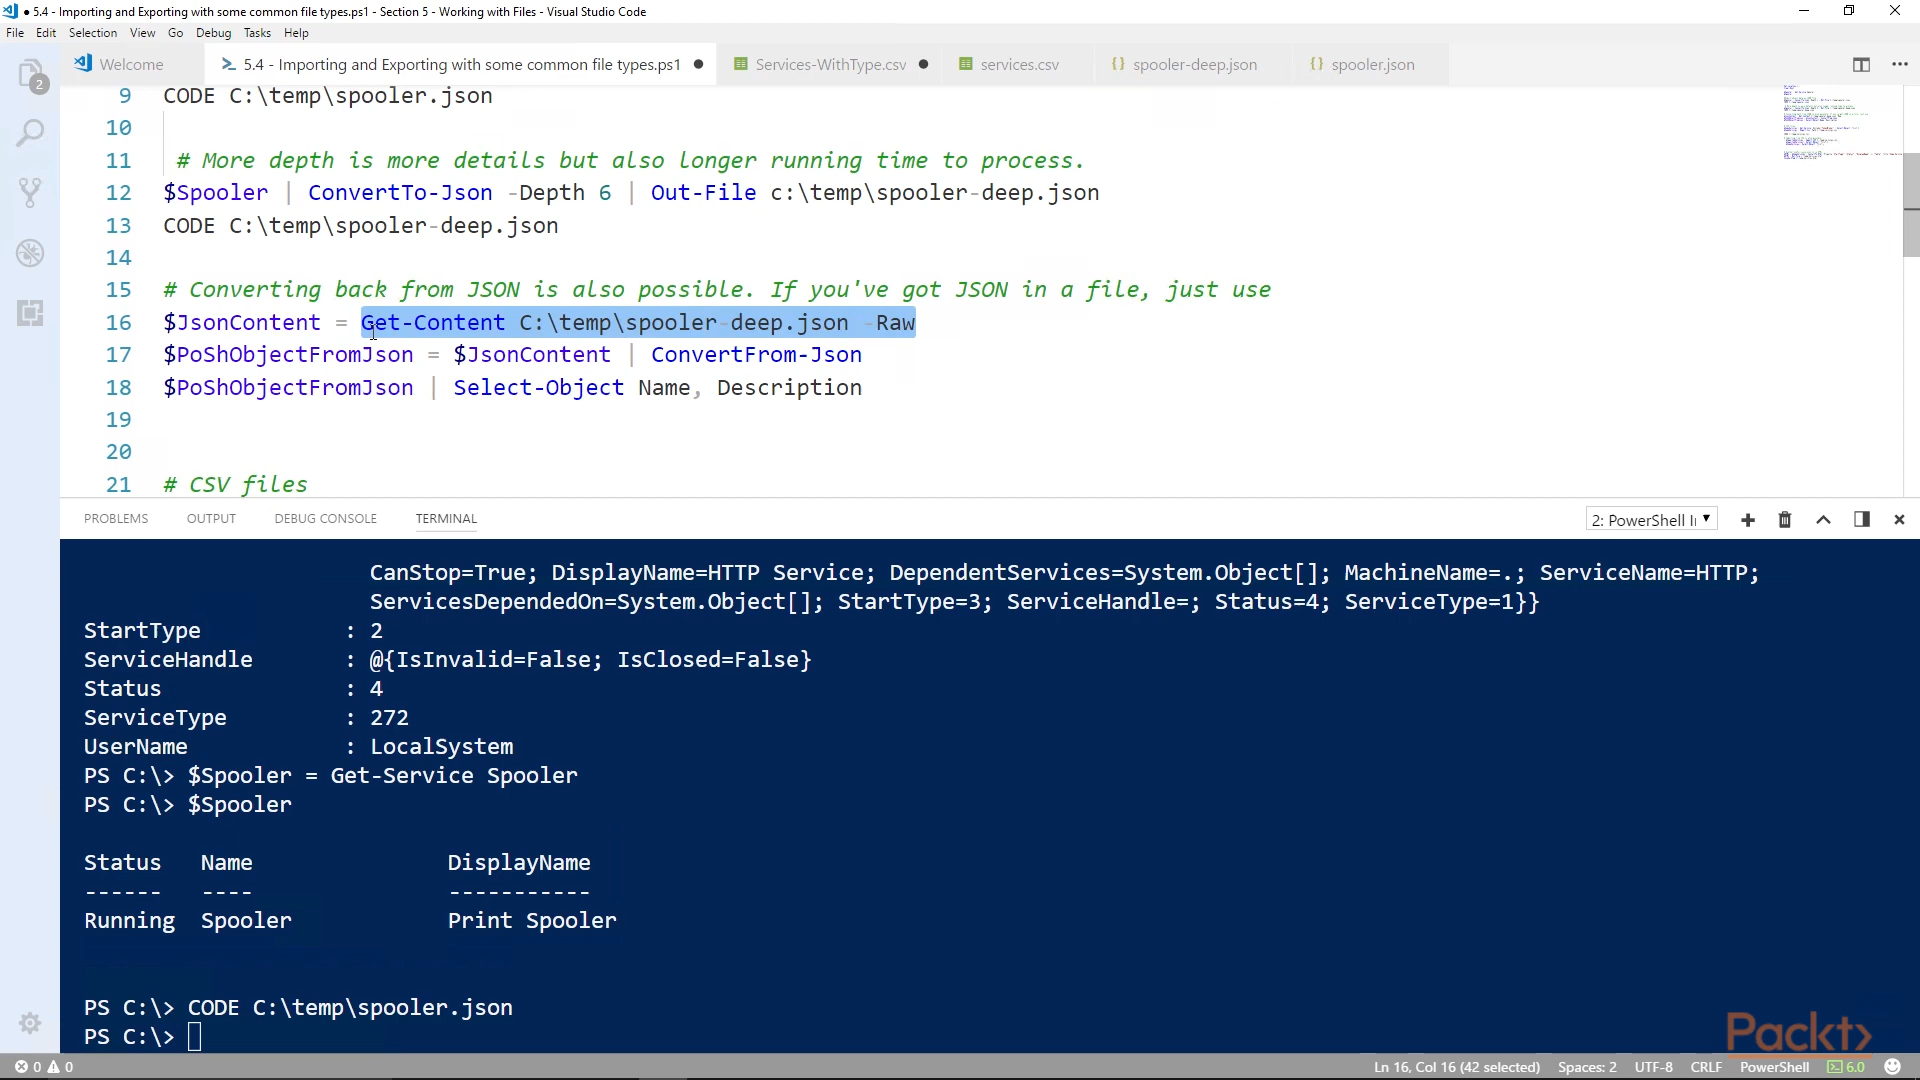 ● 5.4 - Importing and Exporting with some common file types.ps1 - Section 5 - Working with Files - Visual Studio Code
File Edit Selection View Go Debug Tasks Help
Welcome 5.4 - Importing and Exporting with some common file types.ps1 ● Services-WithType.csv ● services.csv {} spooler-deep.json {} spooler.json
2
9 CODE C:\temp\spooler.json
10
11 # More depth is more details but also longer running time to process.
12 $Spooler | ConvertTo-Json -Depth 6 | Out-File c:\temp\spooler-deep.json
13 CODE C:\temp\spooler-deep.json
14
15 # Converting back from JSON is also possible. If you've got JSON in a file, just use
16 $JsonContent = Get-Content C:\temp\spooler-deep.json -Raw
17 $PoShObjectFromJson = $JsonContent | ConvertFrom-Json
18 $PoShObjectFromJson | Select-Object Name, Description
19
20
21 # CSV files
PROBLEMS OUTPUT DEBUG CONSOLE TERMINAL 2: PowerShell I
CanStop=True; DisplayName=HTTP Service; DependentServices=System.Object[]; MachineName=.; ServiceName=HTTP;
ServicesDependedOn=System.Object[]; StartType=3; ServiceHandle=; Status=4; ServiceType=1}}
StartType : 2
ServiceHandle : @{IsInvalid=False; IsClosed=False}
Status : 4
ServiceType : 272
UserName : LocalSystem
PS C:\> $Spooler = Get-Service Spooler
PS C:\> $Spooler
Status Name DisplayName
------ ---- -----------
Running Spooler Print Spooler
PS C:\> CODE C:\temp\spooler.json
PS C:\>
Packt>
0 0 Ln 16, Col 16 (42 selected) Spaces: 2 UTF-8 CRLF PowerShell 6.0